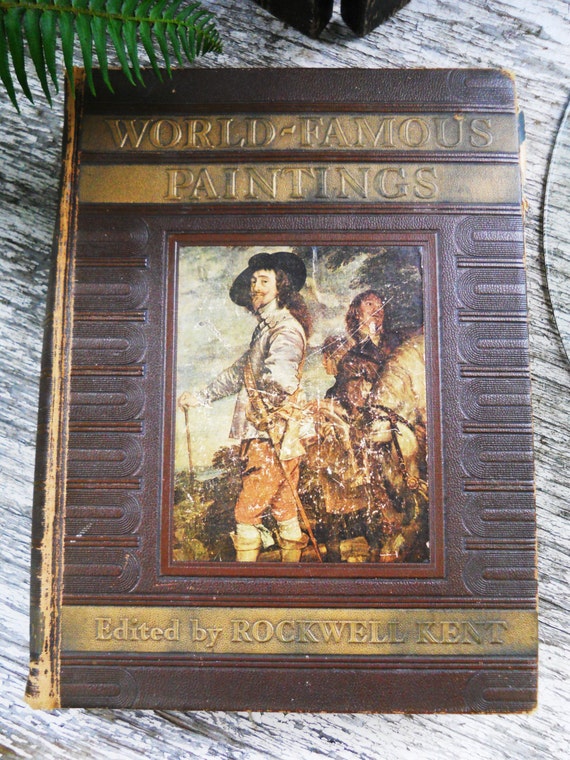 WORLD-FAMOUS
PAINTINGS
Edited by ROCKWELL KENT